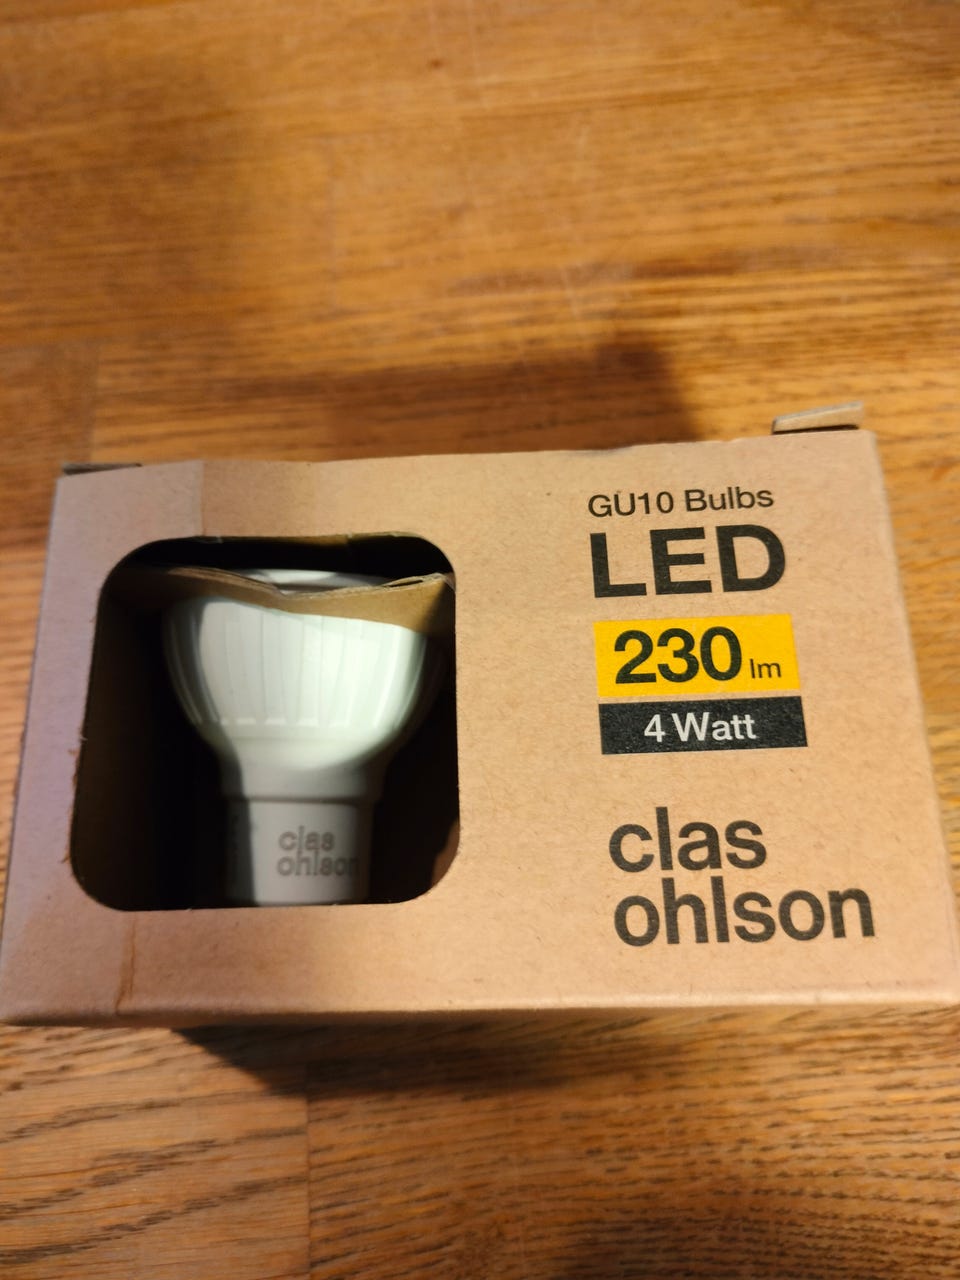 GU10 Bulbs
LED
230 lm
4 Watt
clas
ohlson
clas
ohlson